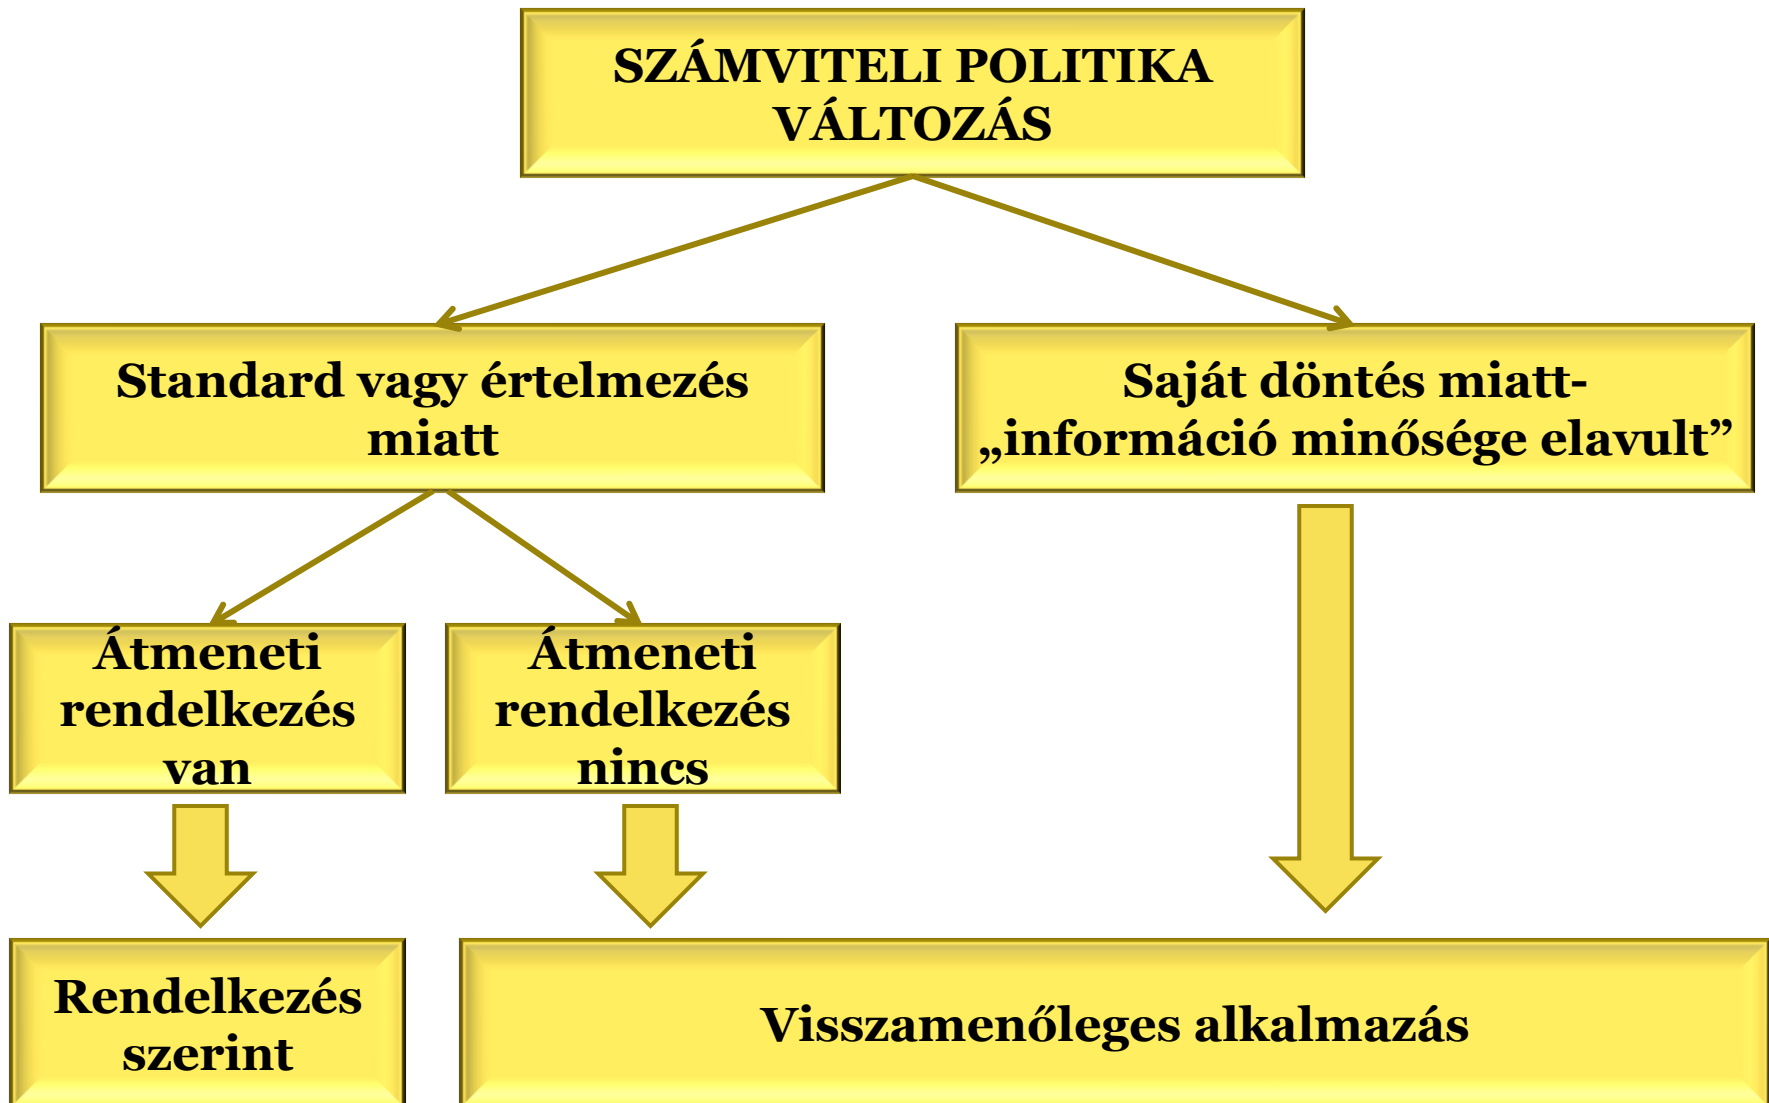 SZÁMVITELI POLITIKA
VÁLTOZÁS
Standard vagy értelmezés
miatt
Saját döntés miatt-
„információ minősége elavult”
Átmeneti
rendelkezés
van
Átmeneti
rendelkezés
nincs
Rendelkezés
szerint
Visszamenőleges alkalmazás